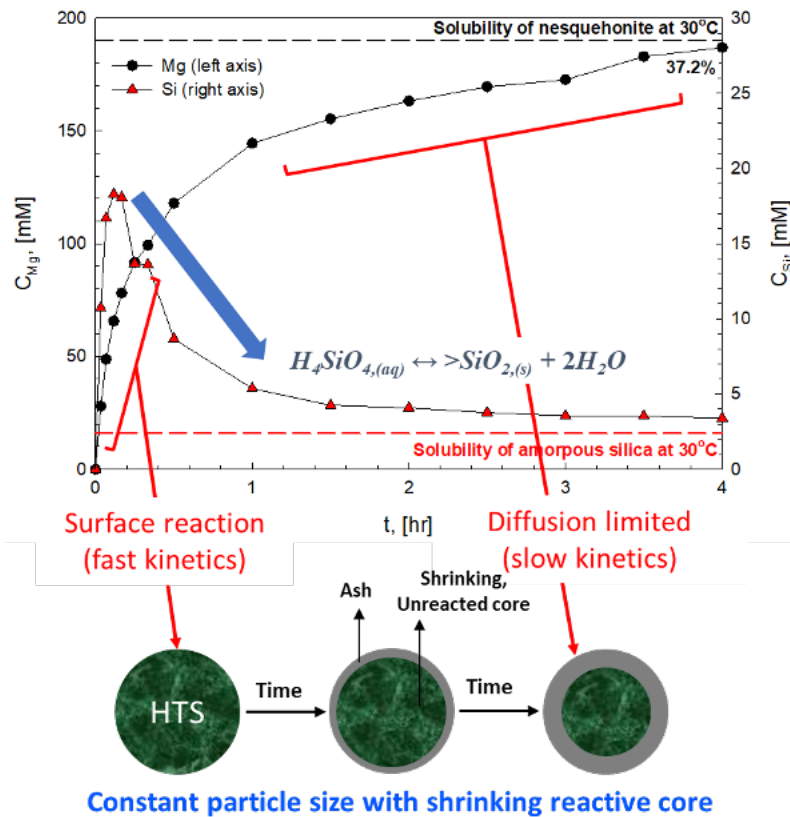 200
30
Solubility of nesquehonite at 30°C
Mg (left axis)
Si (right axis)
37.2%
25
150
20
C_Mg, [mM]
100
15
C_Si, [mM]
10
50
H₄SiO₄,(aq) ↔ >SiO₂,(s) + 2H₂O
5
Solubility of amorpous silica at 30°C
0
0
0
1
2
3
4
t, [hr]
Surface reaction
(fast kinetics)
Diffusion limited
(slow kinetics)
Ash
Shrinking,
Unreacted core
HTS
Time
Time
Constant particle size with shrinking reactive core